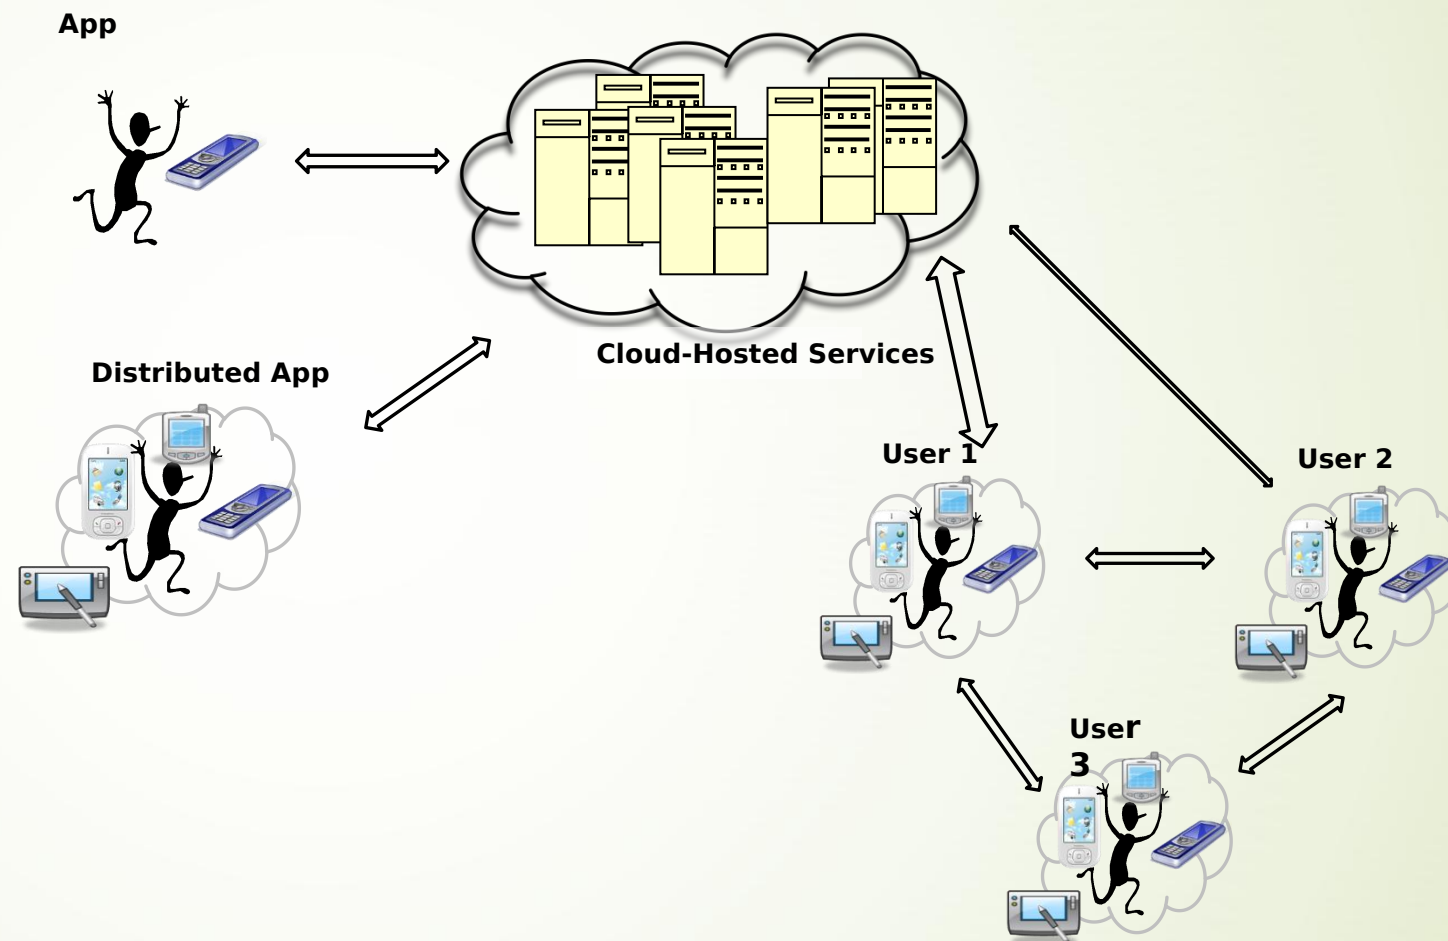 App
Cloud-Hosted Services
Distributed App
User 1
User 2
User
3